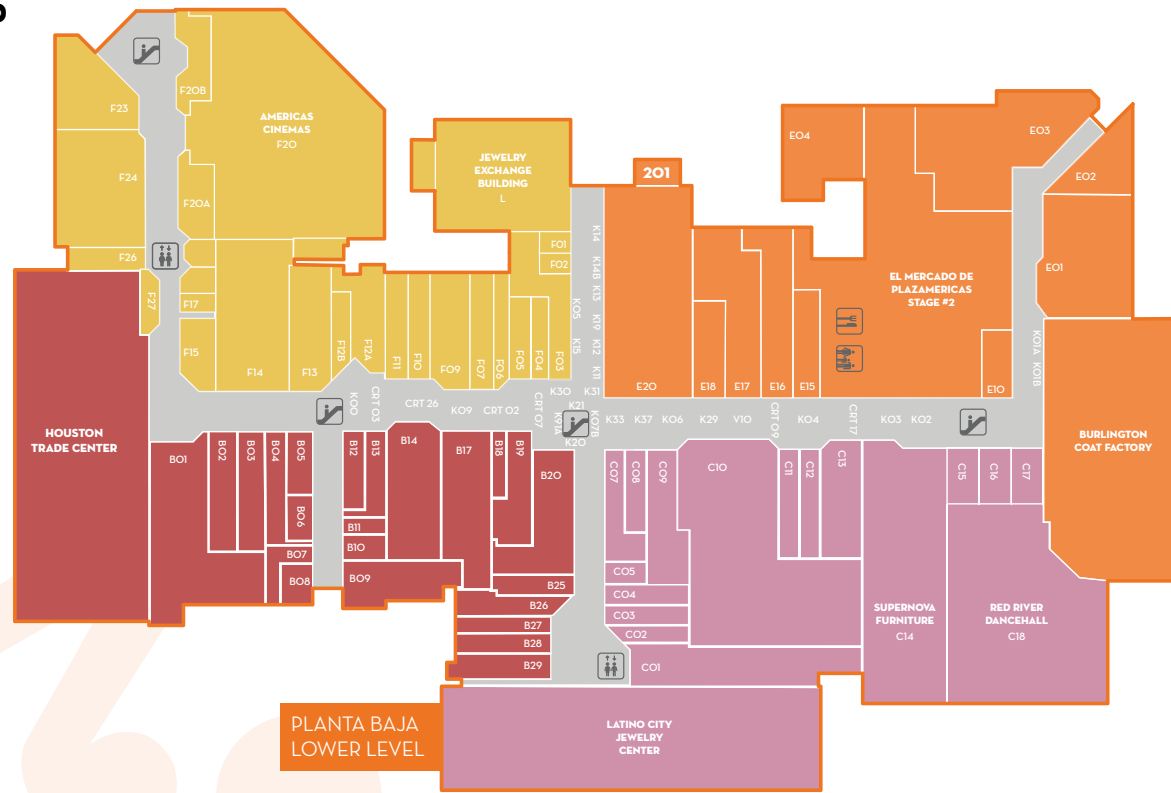 F23
F20B
AMERICAS
CINEMAS
F20
F24
F20A
F26
F27
F17
F15
F14
F13
F12B
F12A
F11
F10
F09
F07
F06
F05
F04
F03
F01
F02
JEWELRY
EXCHANGE
BUILDING
L
201
K14
K14B
K13
K05
K19
K15
K12
K11
E04
E03
E02
E01
EL MERCADO DE
PLAZAMERICAS
STAGE #2
E20
E18
E17
E16
E15
E10
K01A
K01B
K00
CRT 03
CRT 26
K09
CRT 02
CRT 07
K30
K31
K21
K91A
K07B
K20
K33
K37
K06
K29
V10
CRT 09
K04
CRT 17
K03
K02
HOUSTON
TRADE CENTER
BURLINGTON
COAT FACTORY
B01
B02
B03
B04
B05
B06
B07
B08
B12
B13
B11
B10
B09
B14
B17
B18
B19
B20
B25
B26
B27
B28
B29
C07
C08
C09
C10
C11
C12
C13
C15
C16
C17
C05
C04
C03
C02
C01
SUPERNOVA
FURNITURE
C14
RED RIVER
DANCEHALL
C18
LATINO CITY
JEWELRY
CENTER
PLANTA BAJA
LOWER LEVEL